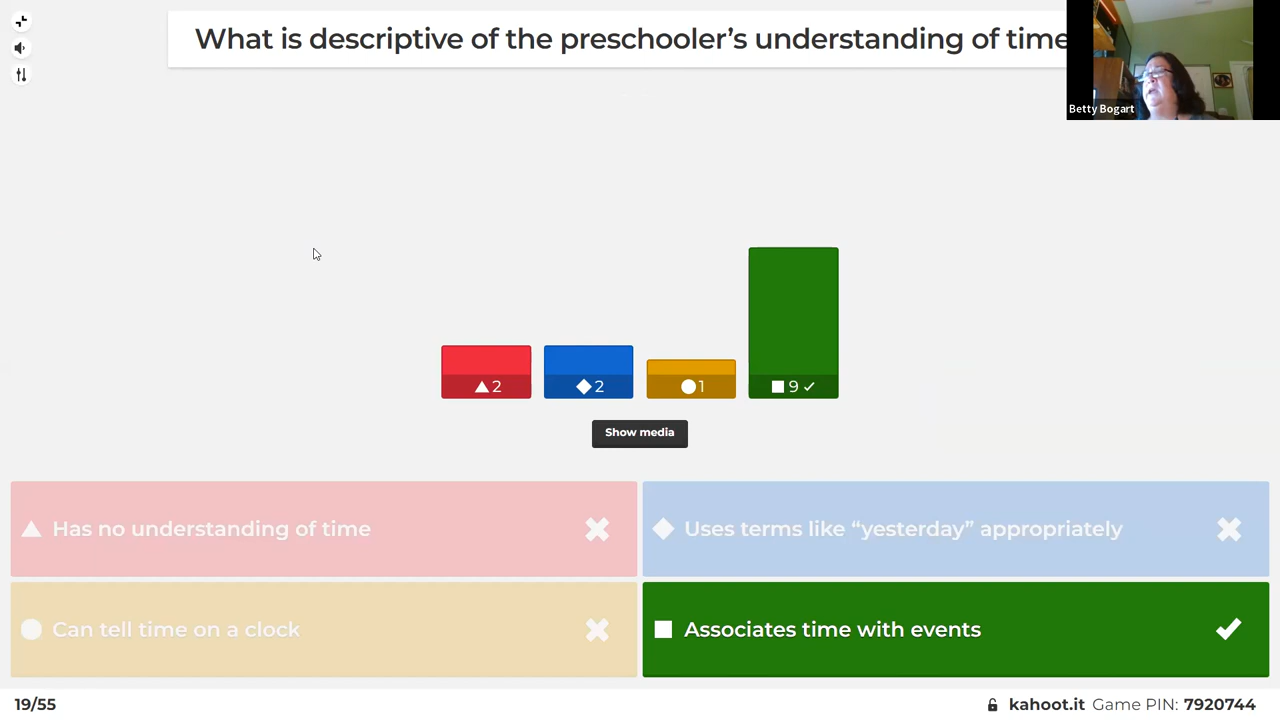 What is descriptive of the preschooler’s understanding of time
Betty Bogart
2
2
1
9
Show media
Has no understanding of time
Uses terms like “yesterday” appropriately
Can tell time on a clock
Associates time with events
19/55
kahoot.it Game PIN: 7920744